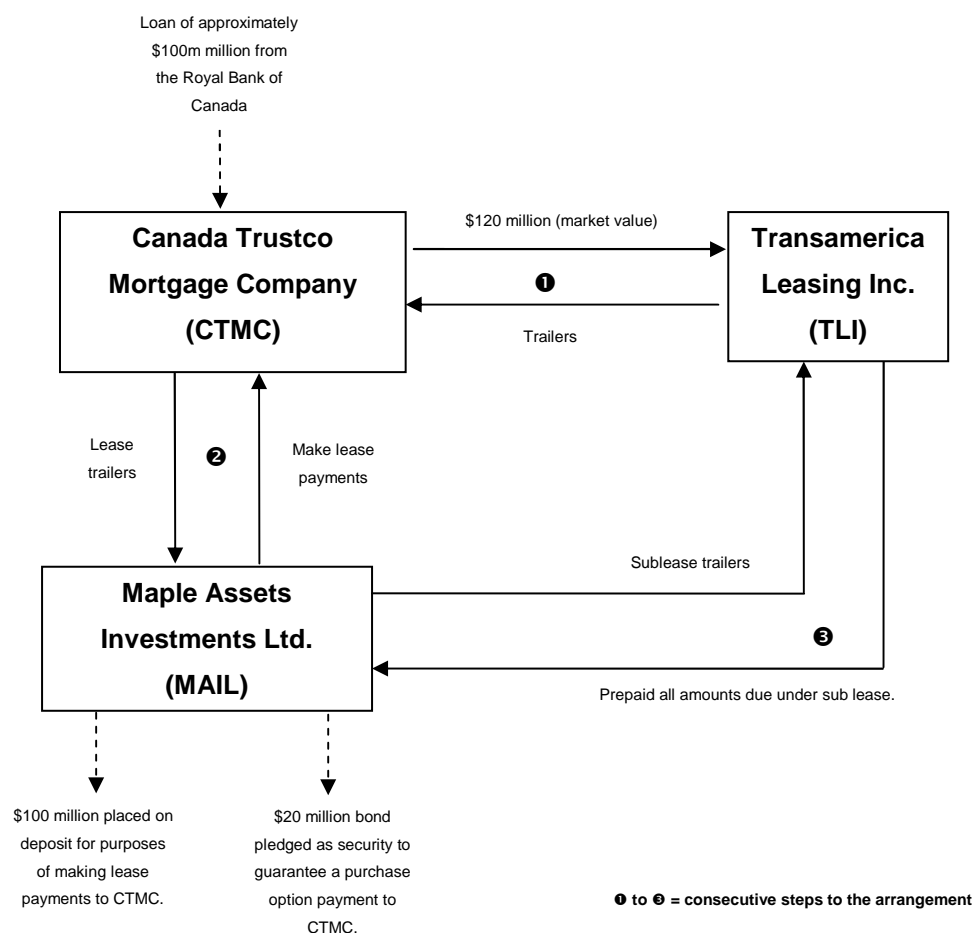 Loan of approximately
$100m million from
the Royal Bank of
Canada
Canada Trustco
Mortgage Company
(CTMC)
$120 million (market value)
❶
Trailers
Transamerica
Leasing Inc.
(TLI)
Lease
trailers
❷
Make lease
payments
Sublease trailers
❸
Prepaid all amounts due under sub lease.
Maple Assets
Investments Ltd.
(MAIL)
$100 million placed on
deposit for purposes
of making lease
payments to CTMC.
$20 million bond
pledged as security to
guarantee a purchase
option payment to
CTMC.
❶ to ❸ = consecutive steps to the arrangement